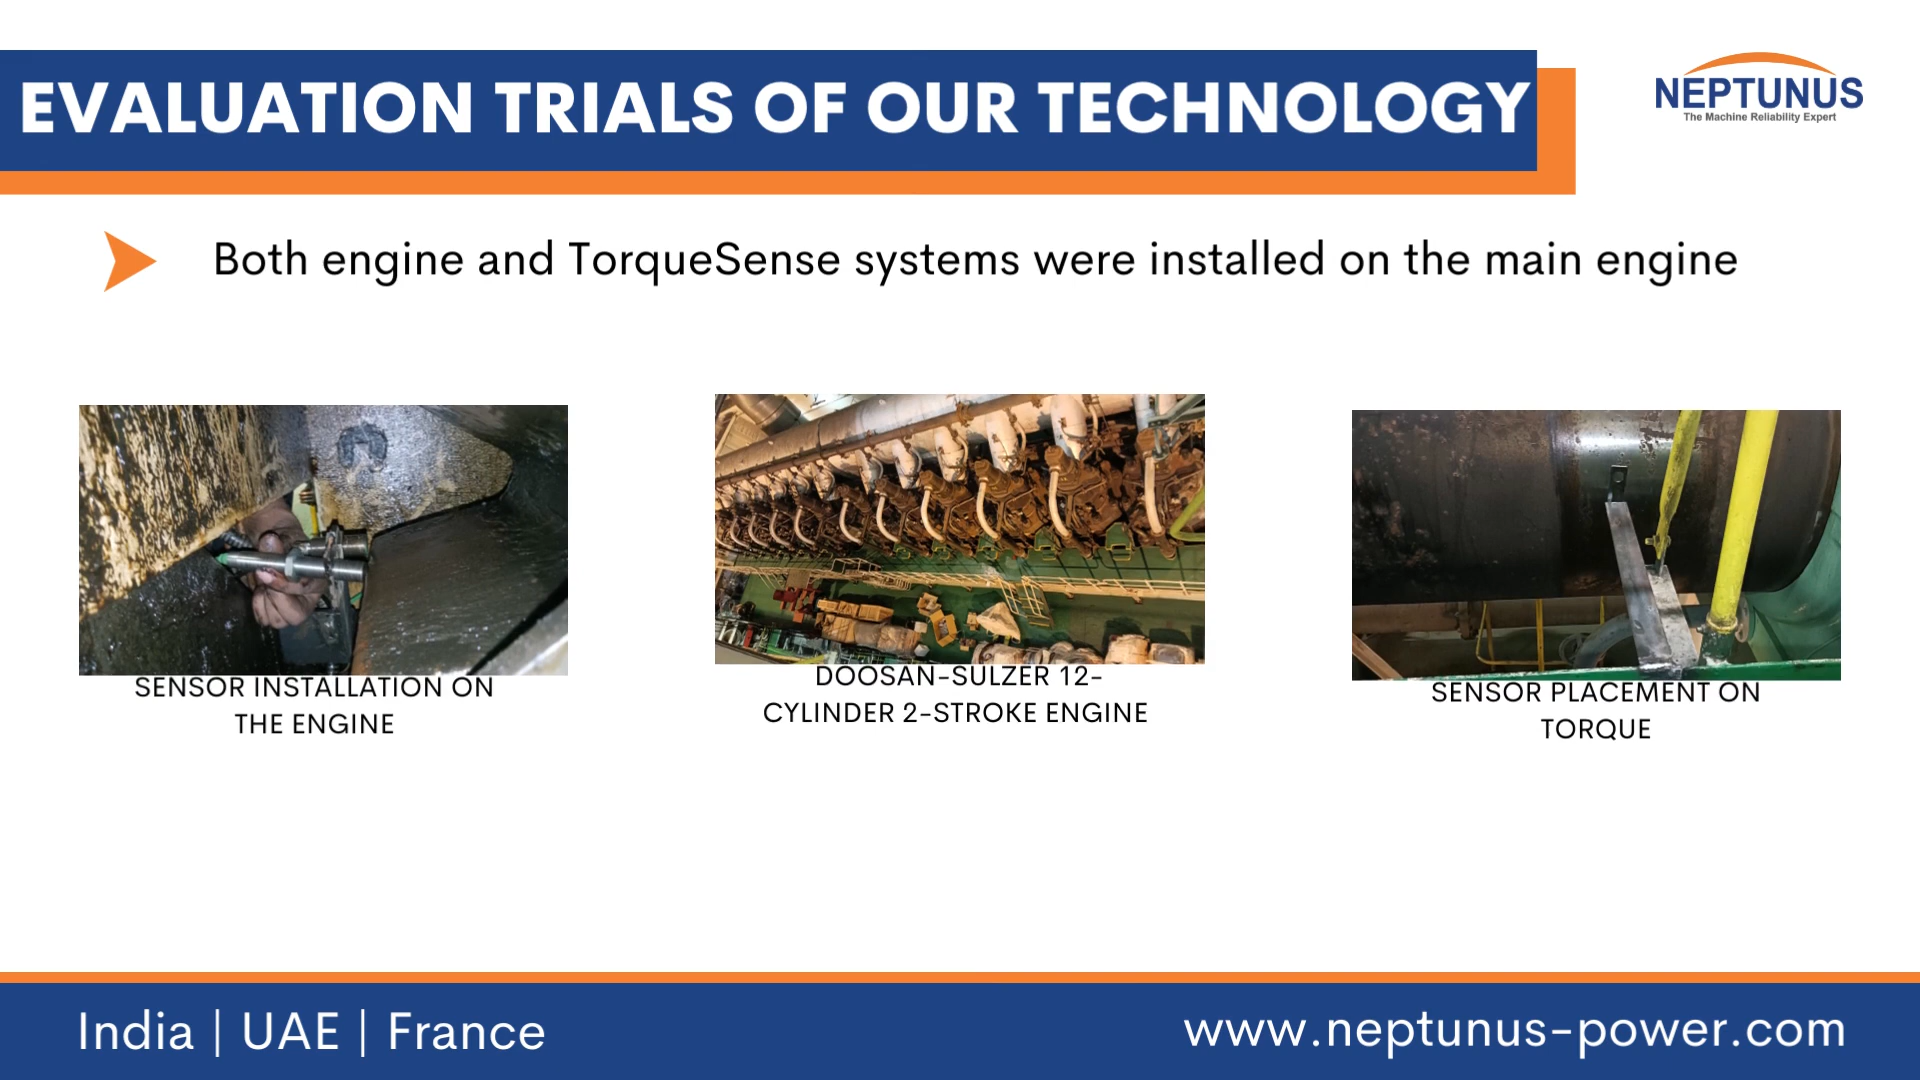 EVALUATION TRIALS OF OUR TECHNOLOGY
NEPTUNUS
The Machine Reliability Expert
Both engine and TorqueSense systems were installed on the main engine
SENSOR INSTALLATION ON
THE ENGINE
DOOSAN-SULZER 12-
CYLINDER 2-STROKE ENGINE
SENSOR PLACEMENT ON
TORQUE
India | UAE | France
www.neptunus-power.com